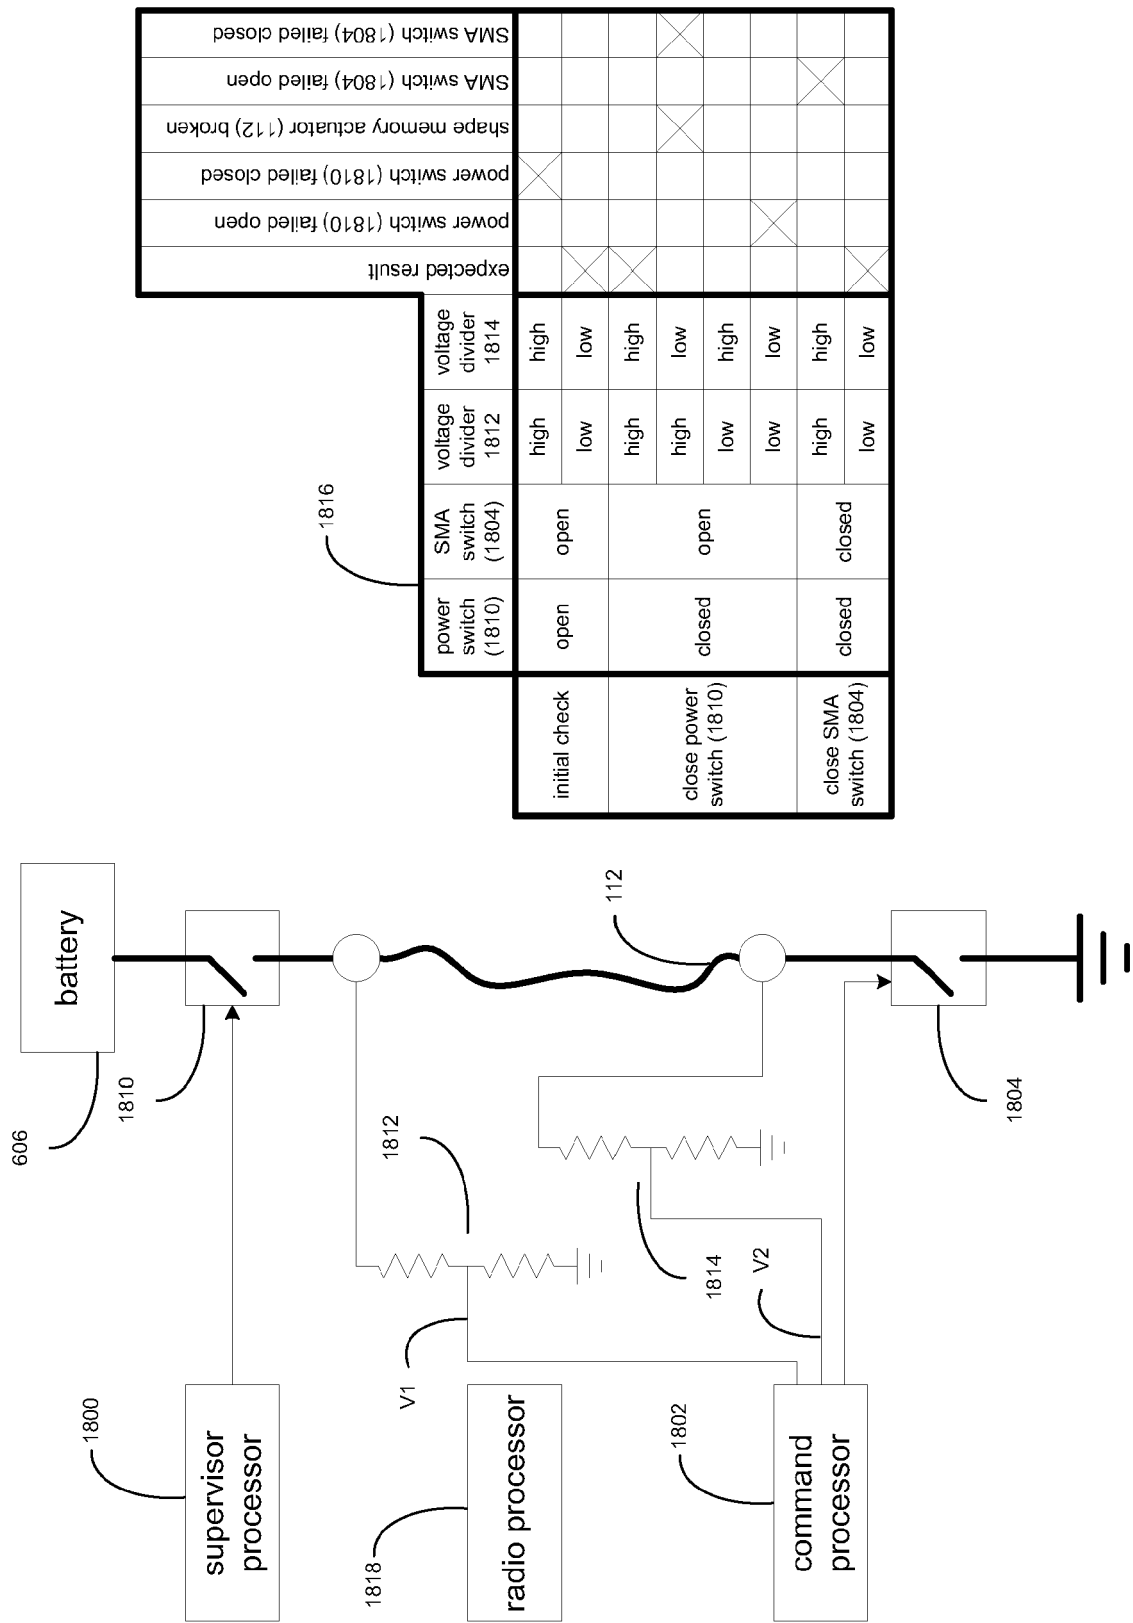 SMA switch (1804) failed closed
SMA switch (1804) failed open
shape memory actuator (112) broken
power switch (1810) failed closed
power switch (1810) failed open
expected result
voltage
divider
1814
high
low
high
low
high
low
high
low
voltage
divider
1812
high
low
high
high
low
low
high
low
SMA
switch
(1804)
open
open
closed
power
switch
(1810)
open
closed
closed
initial check
close power
switch (1810)
close SMA
switch (1804)
1816
battery
606
1810
112
1804
1812
1814
V1
V2
supervisor
processor
1800
radio processor
1818
command
processor
1802